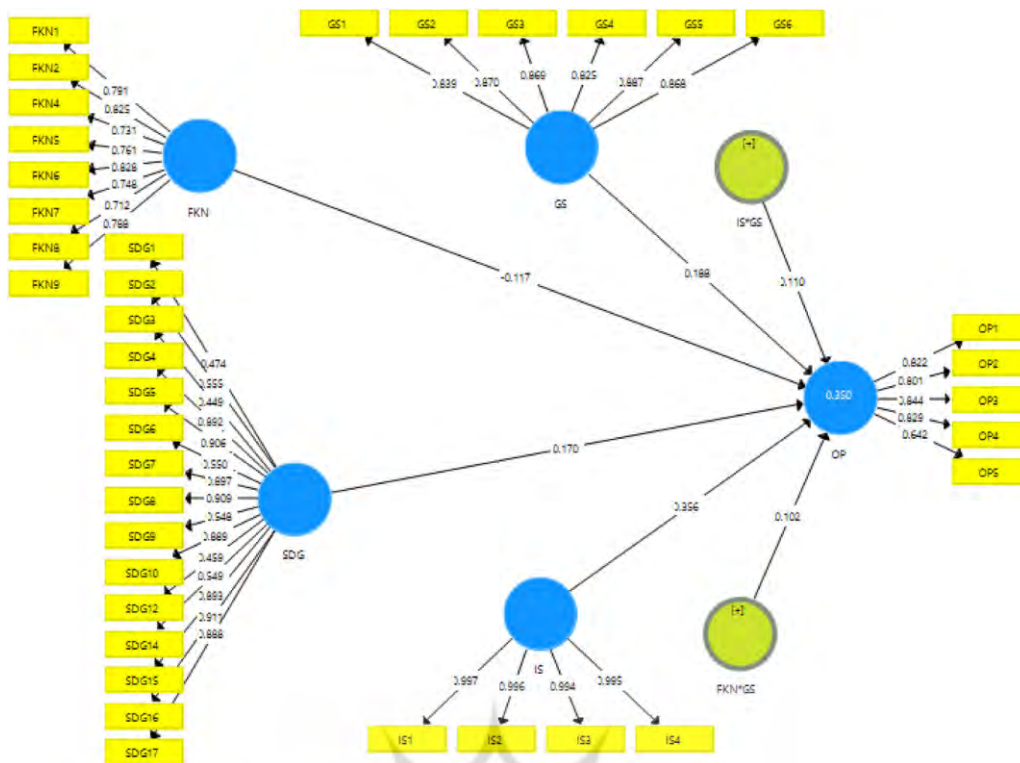 FKN1
FKN2
FKN4
FKN5
FKN6
FKN7
FKN8
FKN9
0.791
0.825
0.731
0.761
0.828
0.748
0.712
0.788
FKN
GS1
GS2
GS3
GS4
GS5
GS6
0.839
0.870
0.869
0.825
0.887
0.868
GS
[+]
IS*GS
-0.117
0.188
0.110
SDG1
SDG2
SDG3
SDG4
SDG5
SDG6
SDG7
SDG8
SDG9
SDG10
SDG12
SDG14
SDG15
SDG16
SDG17
0.474
0.555
0.449
0.892
0.906
0.550
0.897
0.909
0.548
0.889
0.459
0.549
0.893
0.911
0.888
SDG
0.170
0.350
OP
0.822
0.801
0.844
0.829
0.642
OP1
OP2
OP3
OP4
OP5
0.356
0.102
IS
[+]
FKN*GS
0.997
0.996
0.994
0.995
IS1
IS2
IS3
IS4